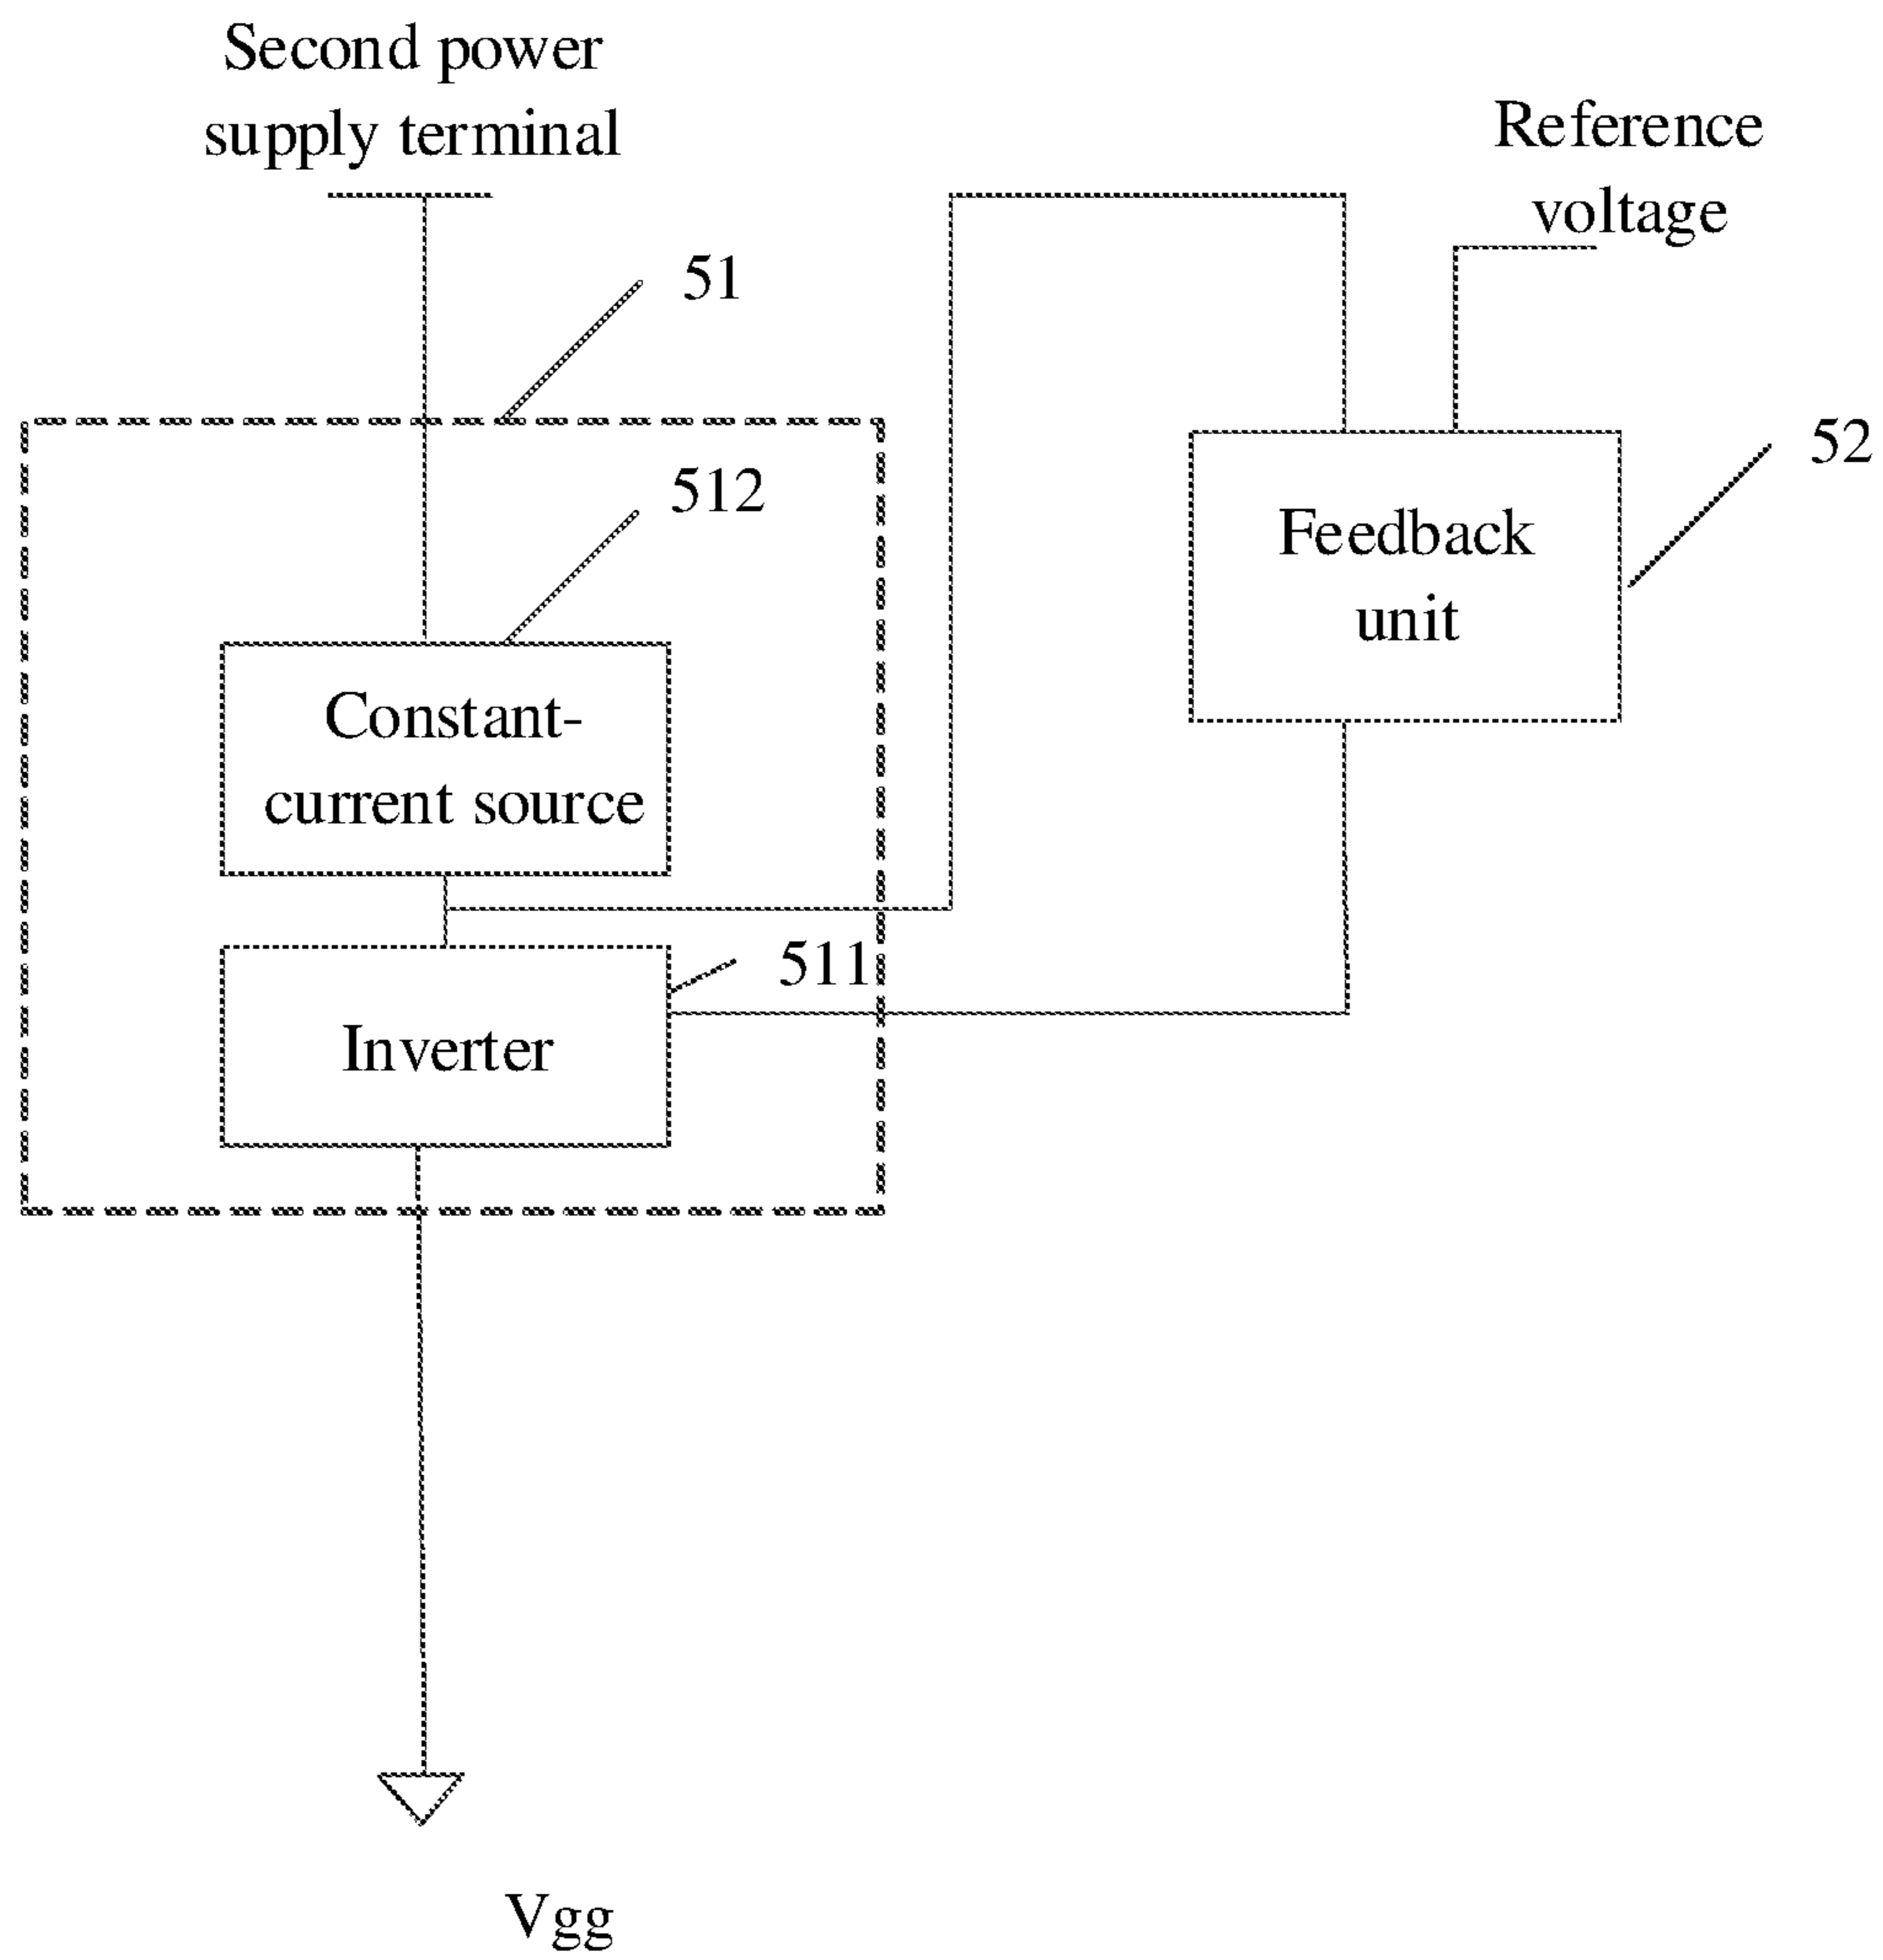 Second power
supply terminal
Reference
voltage
51
52
512
Feedback
unit
Constant-
current source
511
Inverter
Vgg